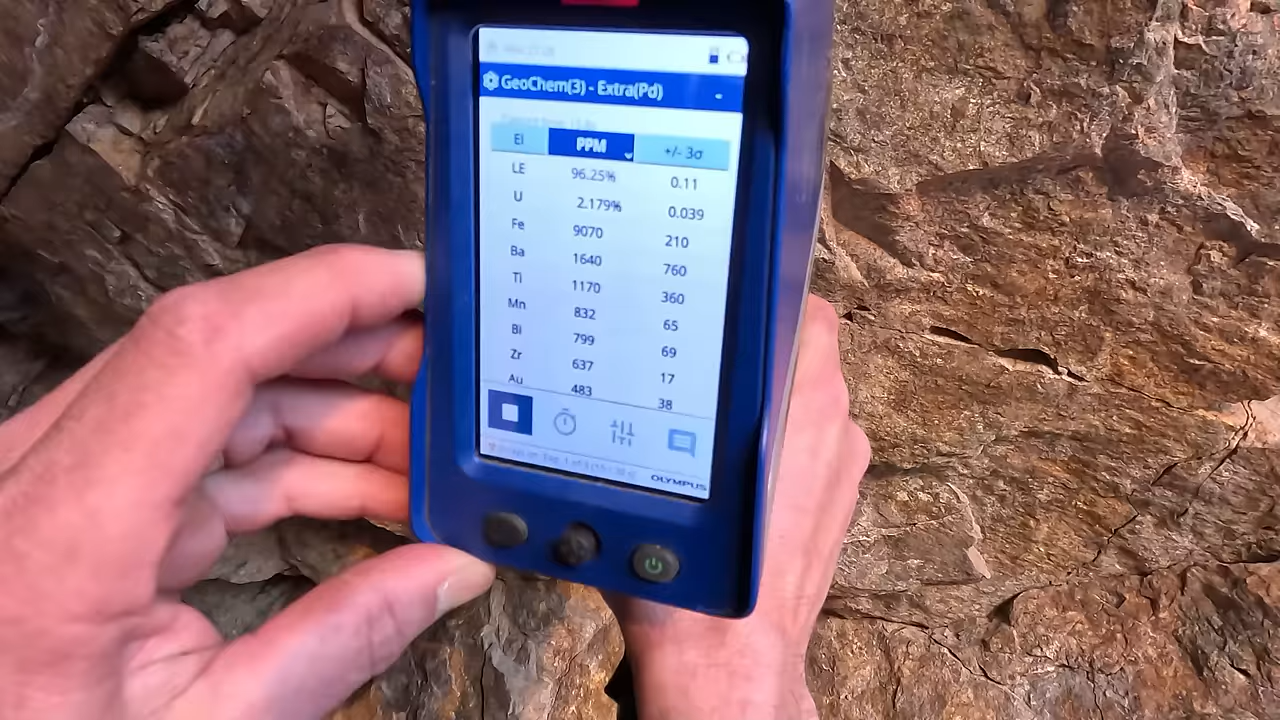 GeoChem(3) - Extra(Pd)
El PPM +/- 3σ
LE 96.25% 0.11
U 2.179% 0.039
Fe 9070 210
Ba 1640 760
Ti 1170 360
Mn 832 65
Bi 799 69
Zr 637 17
Au 483 38
OLYMPUS